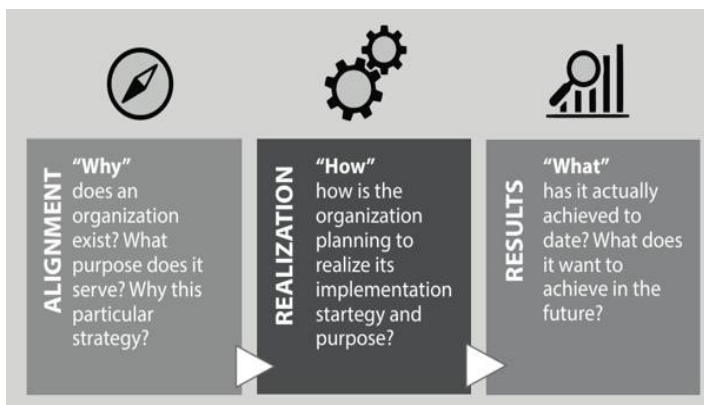 ALIGNMENT
"Why"
does an
organization
exist? What
purpose does it
serve? Why this
particular
strategy?
REALIZATION
"How"
how is the
organization
planning to
realize its
implementation
startegy and
purpose?
RESULTS
"What"
has it actually
achieved to
date? What does
it want to
achieve in the
future?